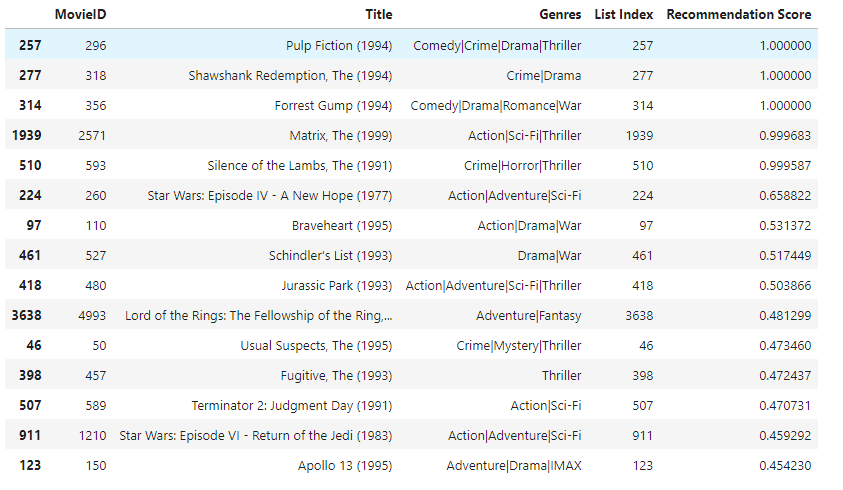 MovieID Title Genres List Index Recommendation Score
257 296 Pulp Fiction (1994) Comedy|Crime|Drama|Thriller 257 1.000000
277 318 Shawshank Redemption, The (1994) Crime|Drama 277 1.000000
314 356 Forrest Gump (1994) Comedy|Drama|Romance|War 314 1.000000
1939 2571 Matrix, The (1999) Action|Sci-Fi|Thriller 1939 0.999683
510 593 Silence of the Lambs, The (1991) Crime|Horror|Thriller 510 0.999587
224 260 Star Wars: Episode IV - A New Hope (1977) Action|Adventure|Sci-Fi 224 0.658822
97 110 Braveheart (1995) Action|Drama|War 97 0.531372
461 527 Schindler's List (1993) Drama|War 461 0.517449
418 480 Jurassic Park (1993) Action|Adventure|Sci-Fi|Thriller 418 0.503866
3638 4993 Lord of the Rings: The Fellowship of the Ring,... Adventure|Fantasy 3638 0.481299
46 50 Usual Suspects, The (1995) Crime|Mystery|Thriller 46 0.473460
398 457 Fugitive, The (1993) Thriller 398 0.472437
507 589 Terminator 2: Judgment Day (1991) Action|Sci-Fi 507 0.470731
911 1210 Star Wars: Episode VI - Return of the Jedi (1983) Action|Adventure|Sci-Fi 911 0.459292
123 150 Apollo 13 (1995) Adventure|Drama|IMAX 123 0.454230